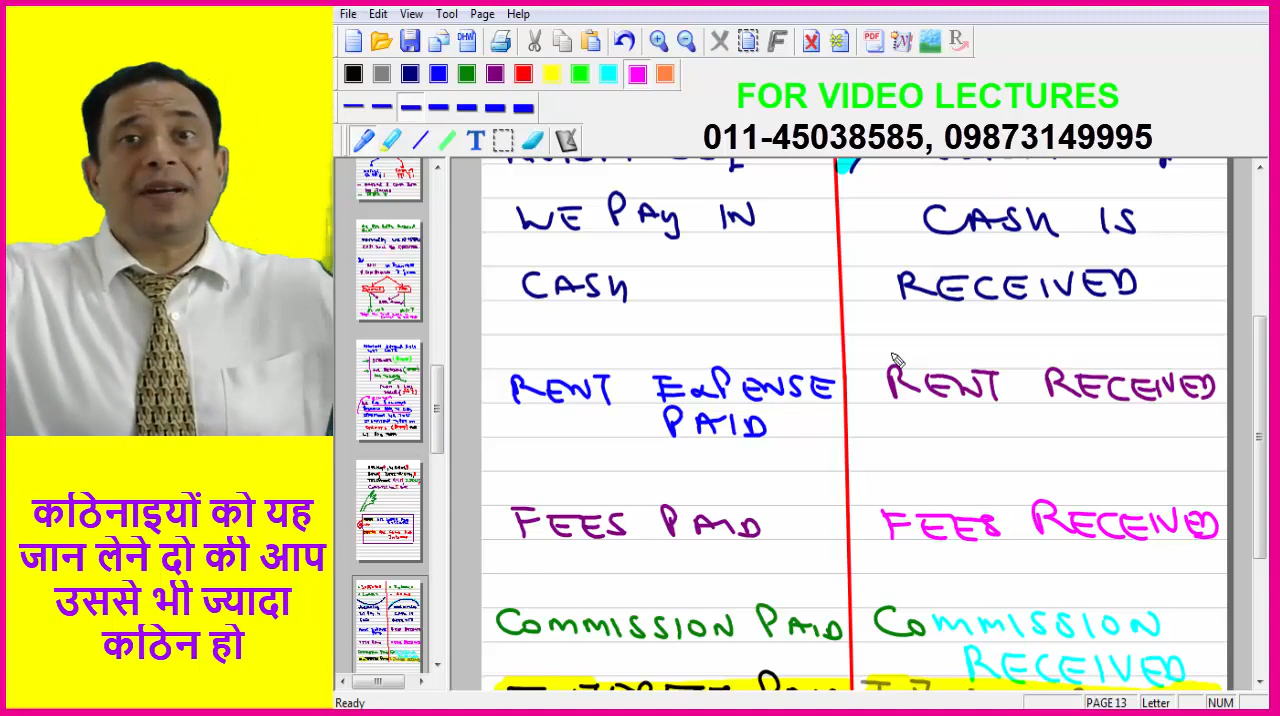 File Edit View Tool Page Help
FOR VIDEO LECTURES
011-45038585, 09873149995
WE PAY IN
CASH
CASH IS
RECEIVED
RENT EXPENSE
PAID
RENT RECEIVED
FEES PAID
FEES RECEIVED
COMMISSION PAID
COMMISSION
RECEIVED
कठिनाइयों को यह
जान लेने दो की आप
उससे भी ज्यादा
कठिन हो
Ready
PAGE 13 Letter NUM